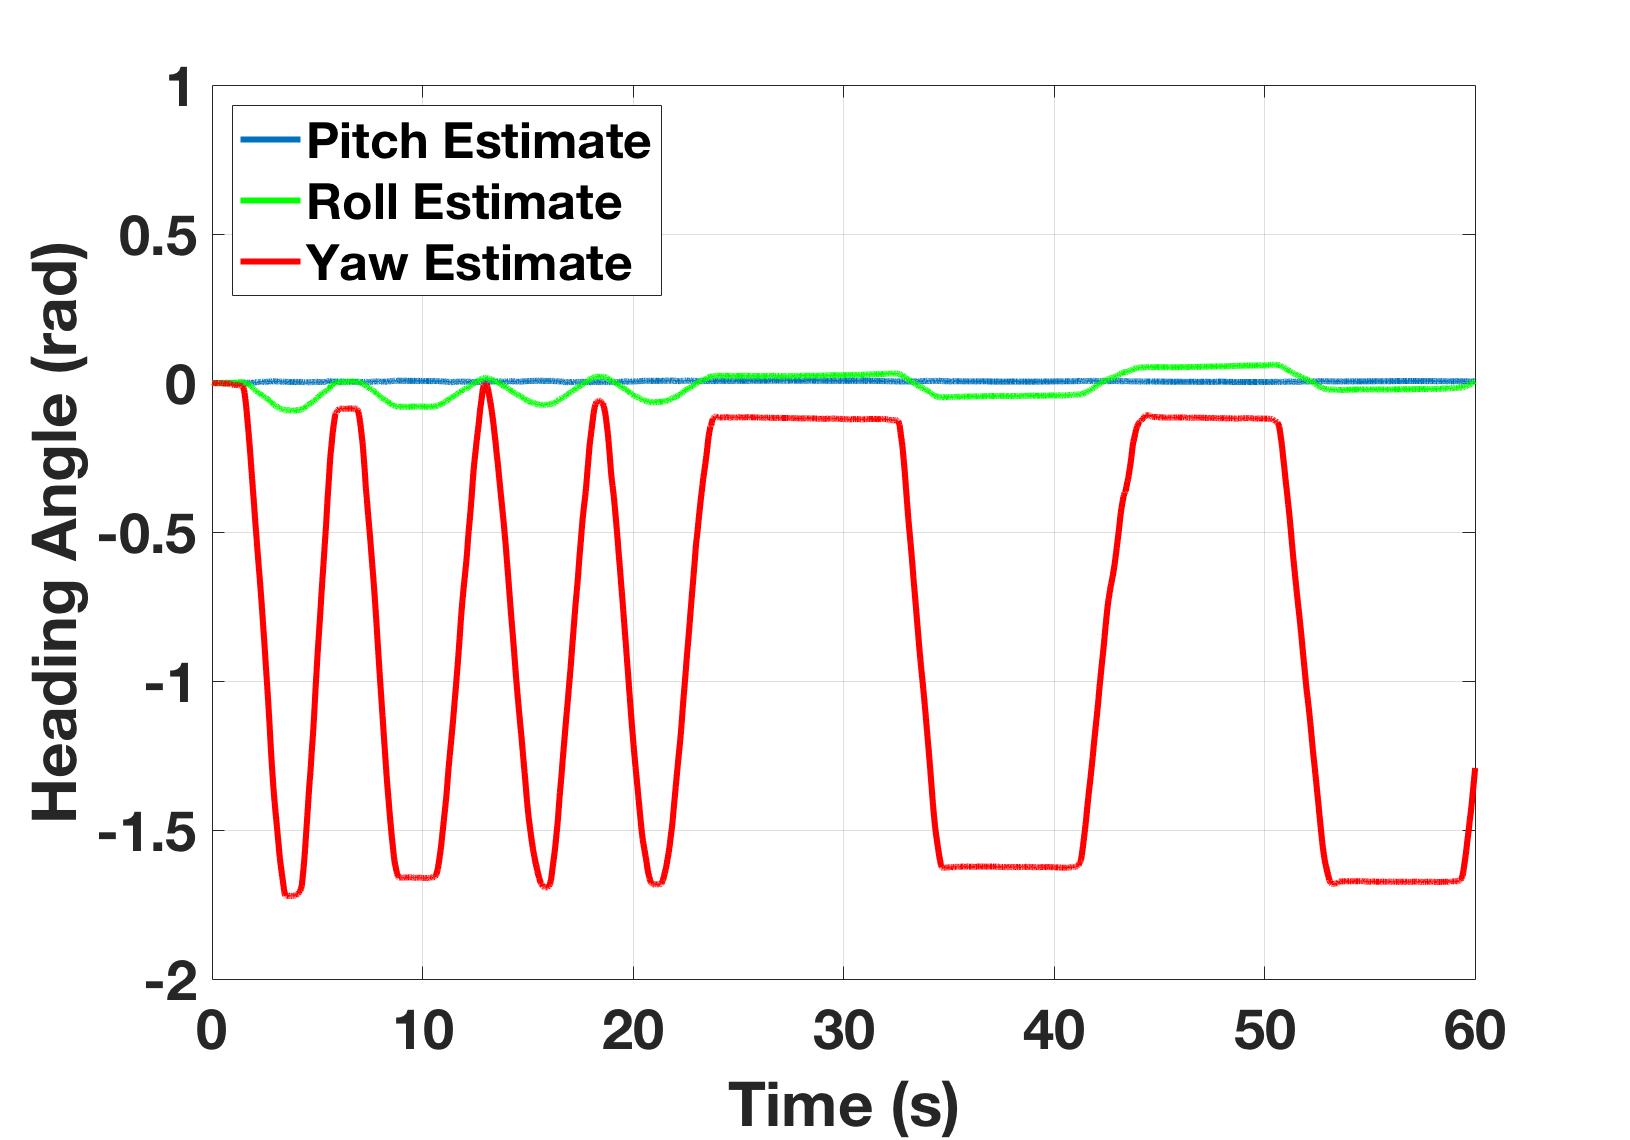 Pitch Estimate
Roll Estimate
Yaw Estimate
Heading Angle (rad)
1
0.5
0
-0.5
-1
-1.5
-2
0 10 20 30 40 50 60
Time (s)